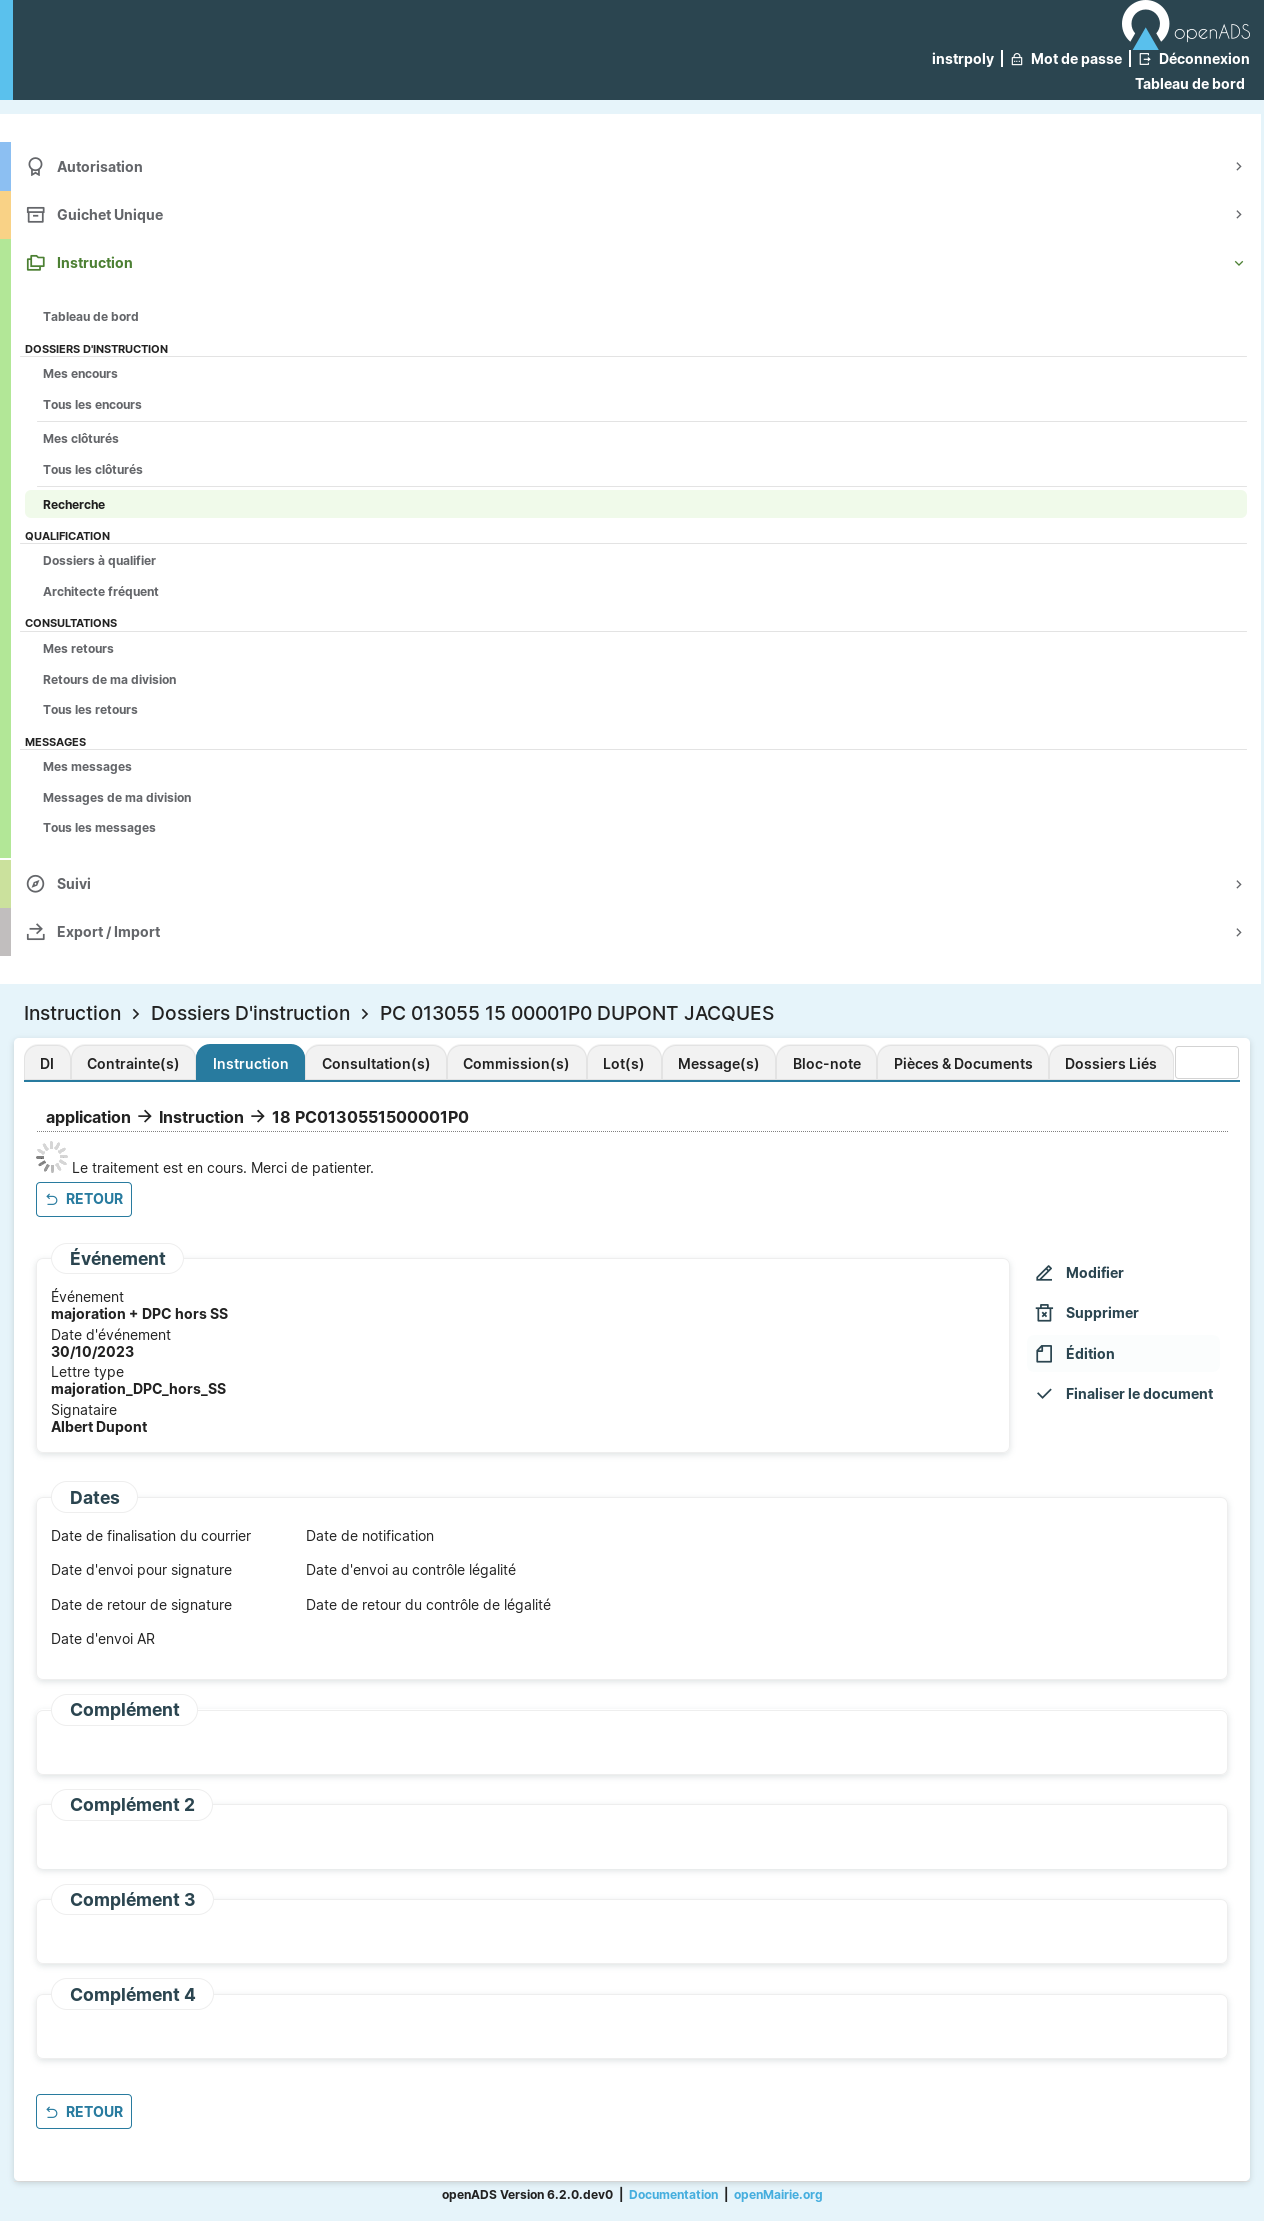 openADS
instrpoly | Mot de passe | Déconnexion
Tableau de bord
Autorisation
Guichet Unique
Instruction
Tableau de bord
DOSSIERS D'INSTRUCTION
Mes encours
Tous les encours
Mes clôturés
Tous les clôturés
Recherche
QUALIFICATION
Dossiers à qualifier
Architecte fréquent
CONSULTATIONS
Mes retours
Retours de ma division
Tous les retours
MESSAGES
Mes messages
Messages de ma division
Tous les messages
Suivi
Export / Import
Instruction > Dossiers D'instruction > PC 013055 15 00001P0 DUPONT JACQUES
DI Contrainte(s) Instruction Consultation(s) Commission(s) Lot(s) Message(s) Bloc-note Pièces & Documents Dossiers Liés
application → Instruction → 18 PC0130551500001P0
Le traitement est en cours. Merci de patienter.
RETOUR
Événement
Événement
majoration + DPC hors SS
Date d'événement
30/10/2023
Lettre type
majoration_DPC_hors_SS
Signataire
Albert Dupont
Modifier
Supprimer
Édition
Finaliser le document
Dates
Date de finalisation du courrier Date de notification
Date d'envoi pour signature Date d'envoi au contrôle légalité
Date de retour de signature Date de retour du contrôle de légalité
Date d'envoi AR
Complément
Complément 2
Complément 3
Complément 4
RETOUR
openADS Version 6.2.0.dev0 | Documentation | openMairie.org